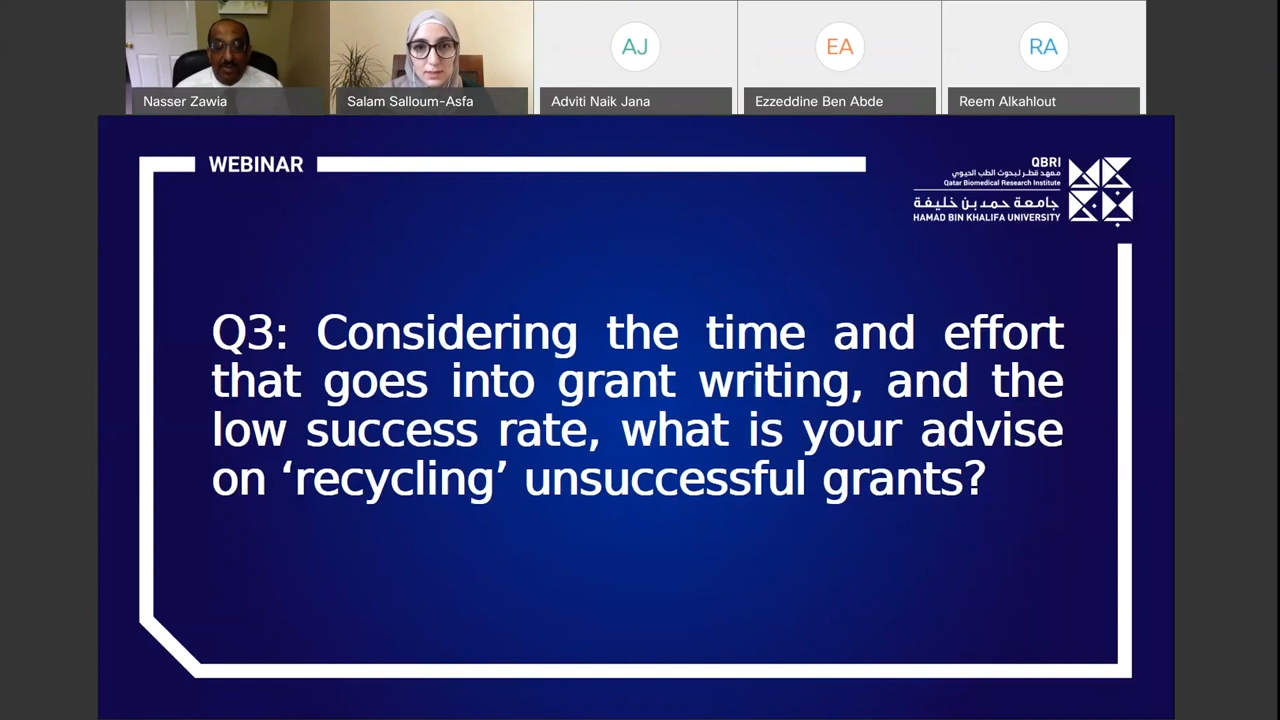 AJ
EA
RA
Nasser Zawia
Salam Salloum-Asfa
Adviti Naik Jana
Ezzeddine Ben Abde
Reem Alkahlout
WEBINAR
QBRI
معهد قطر لبحوث الطب الحيوي
Qatar Biomedical Research Institute
جامعة حمد بن خليفة
HAMAD BIN KHALIFA UNIVERSITY
Q3: Considering the time and effort
that goes into grant writing, and the
low success rate, what is your advise
on ‘recycling’ unsuccessful grants?